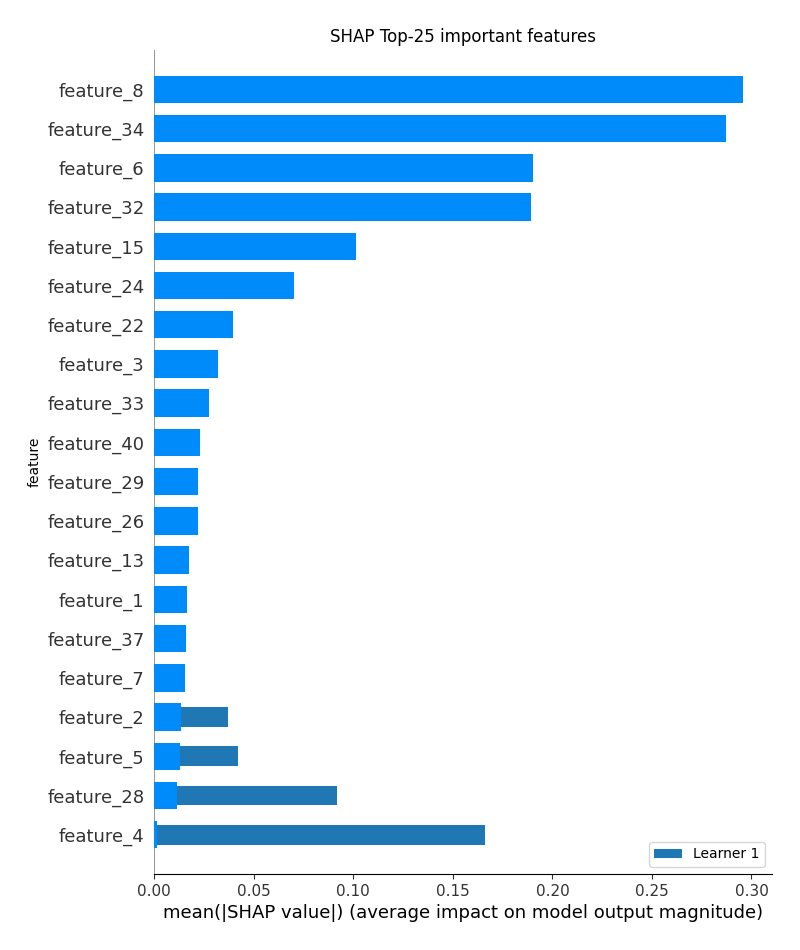 SHAP Top-25 important features
feature_8
feature_34
feature_6
feature_32
feature_15
feature_24
feature_22
feature_3
feature_33
feature_40
feature_29
feature_26
feature_13
feature_1
feature_37
feature_7
feature_2
feature_5
feature_28
feature_4
feature
Learner 1
0.00 0.05 0.10 0.15 0.20 0.25 0.30
mean(|SHAP value|) (average impact on model output magnitude)